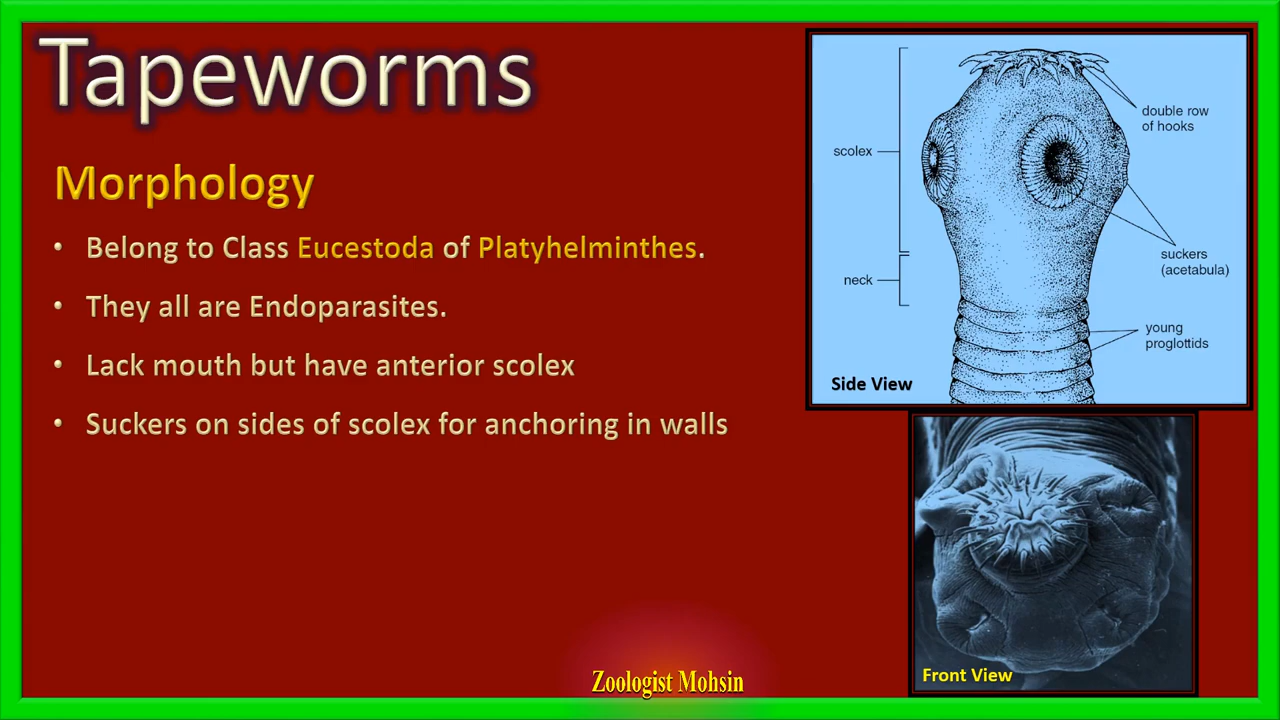 Tapeworms
Morphology
• Belong to Class Eucestoda of Platyhelminthes.
• They all are Endoparasites.
• Lack mouth but have anterior scolex
• Suckers on sides of scolex for anchoring in walls
double row
of hooks
scolex
suckers
(acetabula)
neck
young
proglottids
Side View
Front View
Zoologist Mohsin